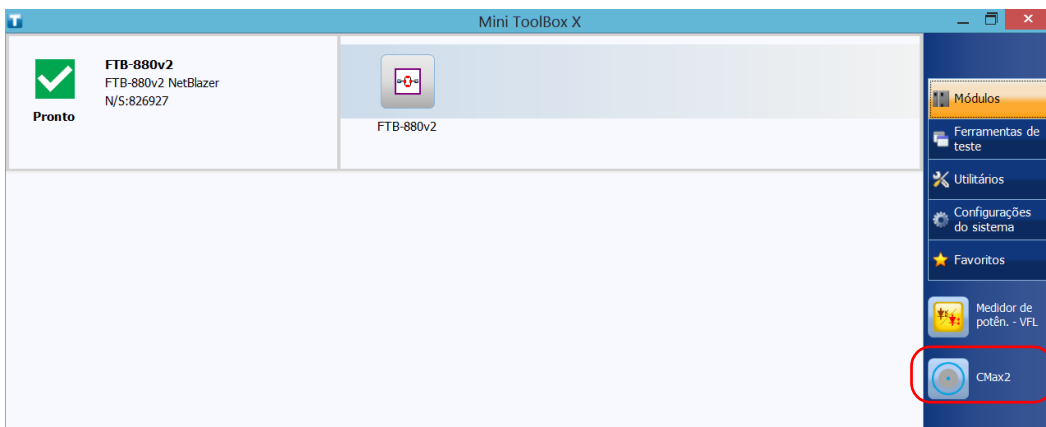 Mini ToolBox X
FTB-880v2
FTB-880v2 NetBlazer
N/S:826927
Pronto
FTB-880v2
Módulos
Ferramentas de
teste
Utilitários
Configurações
do sistema
Favoritos
Medidor de
potên. - VFL
CMax2